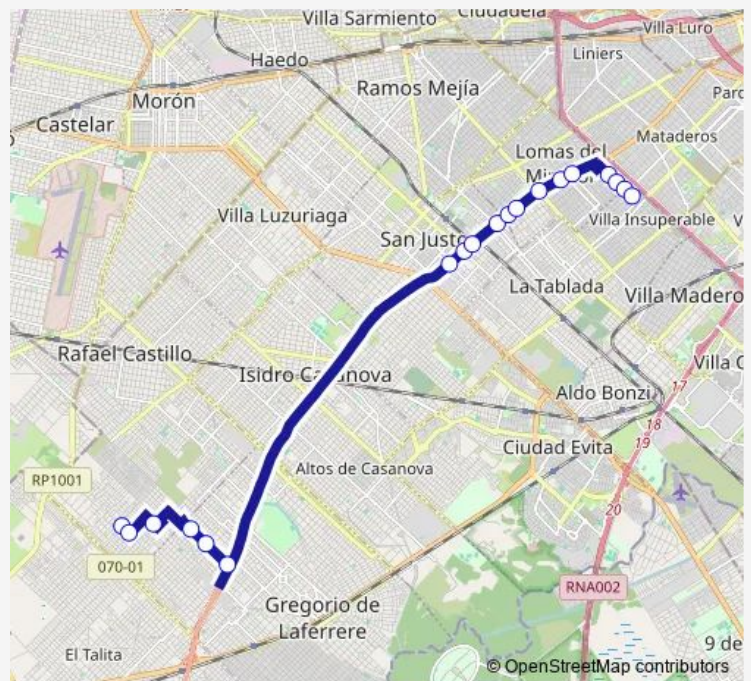 Villa Sarmiento
Ciudadela
Villa Luro
Haedo
Liniers
Ramos Mejía
Morón
Castelar
Mataderos
Lomas del
Villa Luzuriaga
Villa Insuperable
San Justo
La Tablada
Villa Madero
Rafael Castillo
Isidro Casanova
17
Aldo Bonzi
18
19
Ciudad Evita
Altos de Casanova
RP1001
20
070-01
RNA002
Gregorio de
Laferrere
9 de
El Talita
© OpenStreetMap contributors